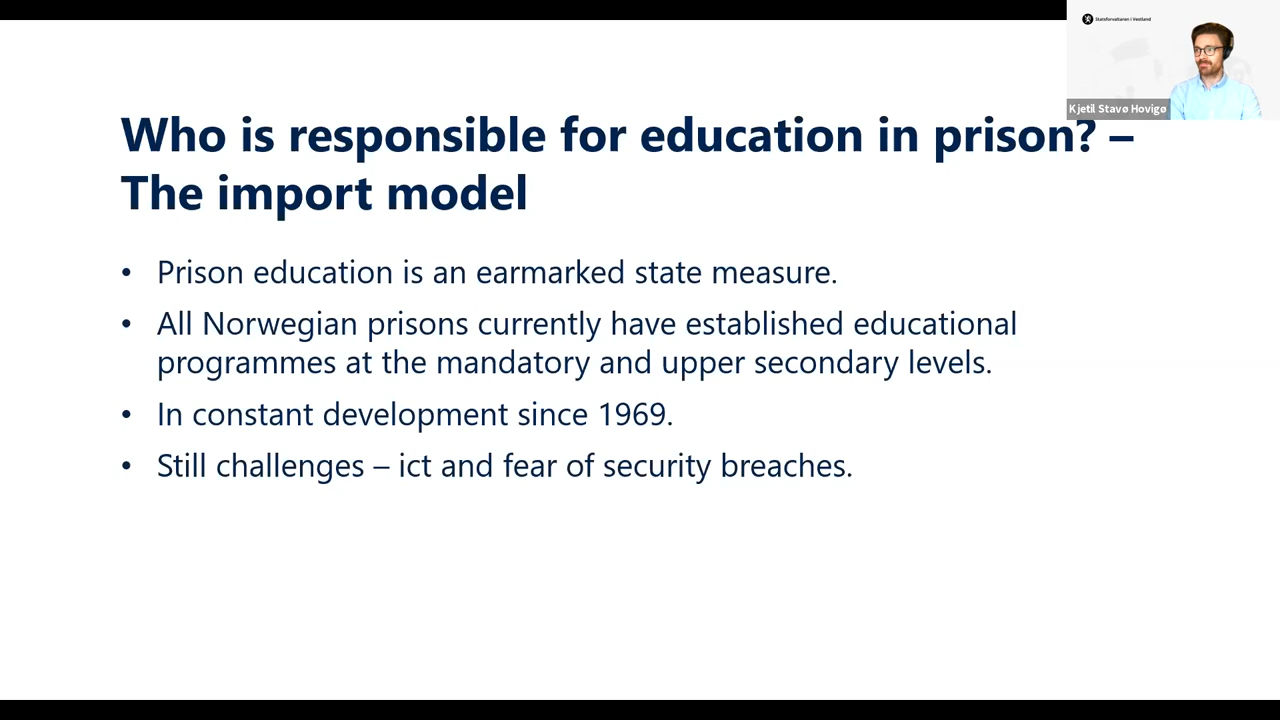 Statsforvalteren i Vestland
Kjetil Stavø Hovigø
Who is responsible for education in prison? –
The import model
• Prison education is an earmarked state measure.
• All Norwegian prisons currently have established educational
programmes at the mandatory and upper secondary levels.
• In constant development since 1969.
• Still challenges – ict and fear of security breaches.